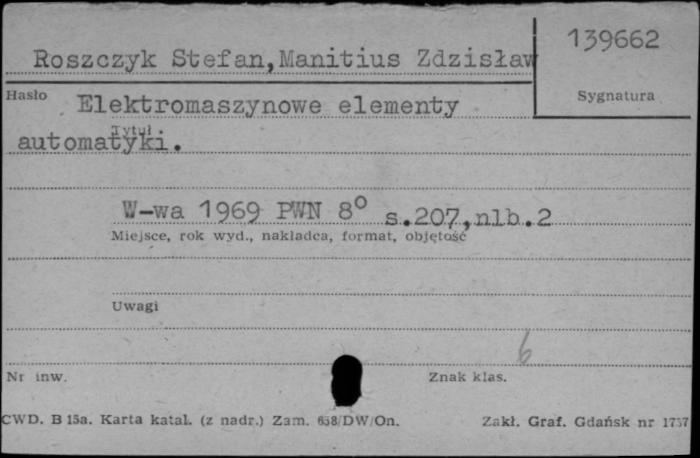 139662
Roszczyk Stefan,Manitius Zdzisław
Hasło
Sygnatura
Elektromaszynowe elementy
Tytuł
automatyki.
W-wa 1969 PWN 8° s.207,nlb.2
Miejsce, rok wyd., nakładca, format, objętość
Uwagi
6
Nr inw.
Znak klas.
CWD. B 15a. Karta katal. (z nadr.) Zam. 658/DW/On.
Zakł. Graf. Gdańsk nr 1757